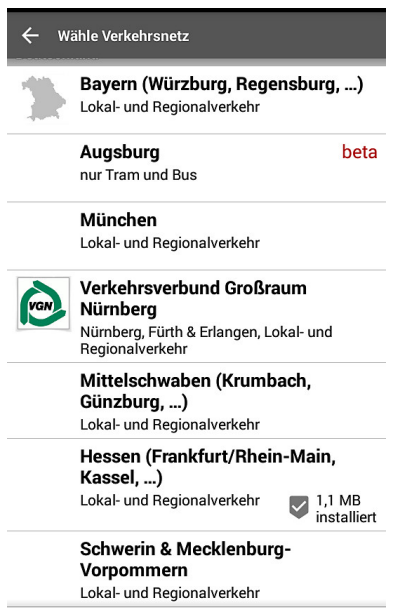 Wähle Verkehrsnetz
Bayern (Würzburg, Regensburg, ...)
Lokal- und Regionalverkehr
Augsburg
beta
nur Tram und Bus
München
Lokal- und Regionalverkehr
VGN
Verkehrsverbund Großraum
Nürnberg
Nürnberg, Fürth & Erlangen, Lokal- und
Regionalverkehr
Mittelschwaben (Krumbach,
Günzburg, ...)
Lokal- und Regionalverkehr
Hessen (Frankfurt/Rhein-Main,
Kassel, ...)
Lokal- und Regionalverkehr
1,1 MB
installiert
Schwerin & Mecklenburg-
Vorpommern
Lokal- und Regionalverkehr